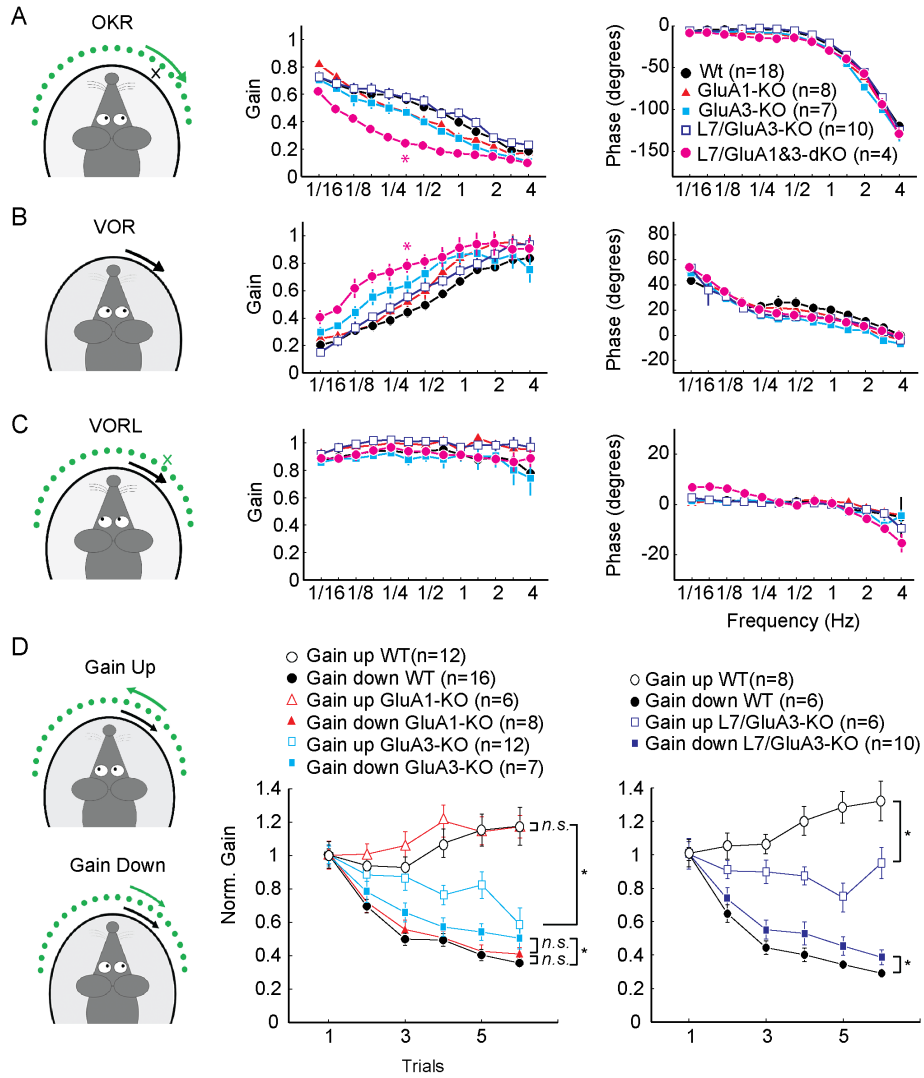 A
OKR
x
Gain
1
0.8
0.6
0.4
0.2
0
1/16 1/8 1/4 1/2 1 2 4
*
Phase (degrees)
0
-50
-100
-150
1/16 1/8 1/4 1/2 1 2 4
Wt (n=18)
GluA1-KO (n=8)
GluA3-KO (n=7)
L7/GluA3-KO (n=10)
L7/GluA1&3-dKO (n=4)
B
VOR
Gain
1
0.8
0.6
0.4
0.2
0
1/16 1/8 1/4 1/2 1 2 4
*
Phase (degrees)
80
60
40
20
0
-20
1/16 1/8 1/4 1/2 1 2 4
C
VORL
x
Gain
1
0.8
0.6
0.4
0.2
0
1/16 1/8 1/4 1/2 1 2 4
Phase (degrees)
20
0
-20
1/16 1/8 1/4 1/2 1 2 4
Frequency (Hz)
D
Gain Up
Gain Down
Gain up WT(n=12)
Gain down WT (n=16)
Gain up GluA1-KO (n=6)
Gain down GluA1-KO (n=8)
Gain up GluA3-KO (n=12)
Gain down GluA3-KO (n=7)
Norm. Gain
1.4
1.2
1
0.8
0.6
0.4
0.2
0
1 3 5
Trials
n.s.
*
n.s.
*
n.s.
Gain up WT(n=8)
Gain down WT (n=6)
Gain up L7/GluA3-KO (n=6)
Gain down L7/GluA3-KO (n=10)
1.4
1.2
1
0.8
0.6
0.4
0.2
0
1 3 5
*
*